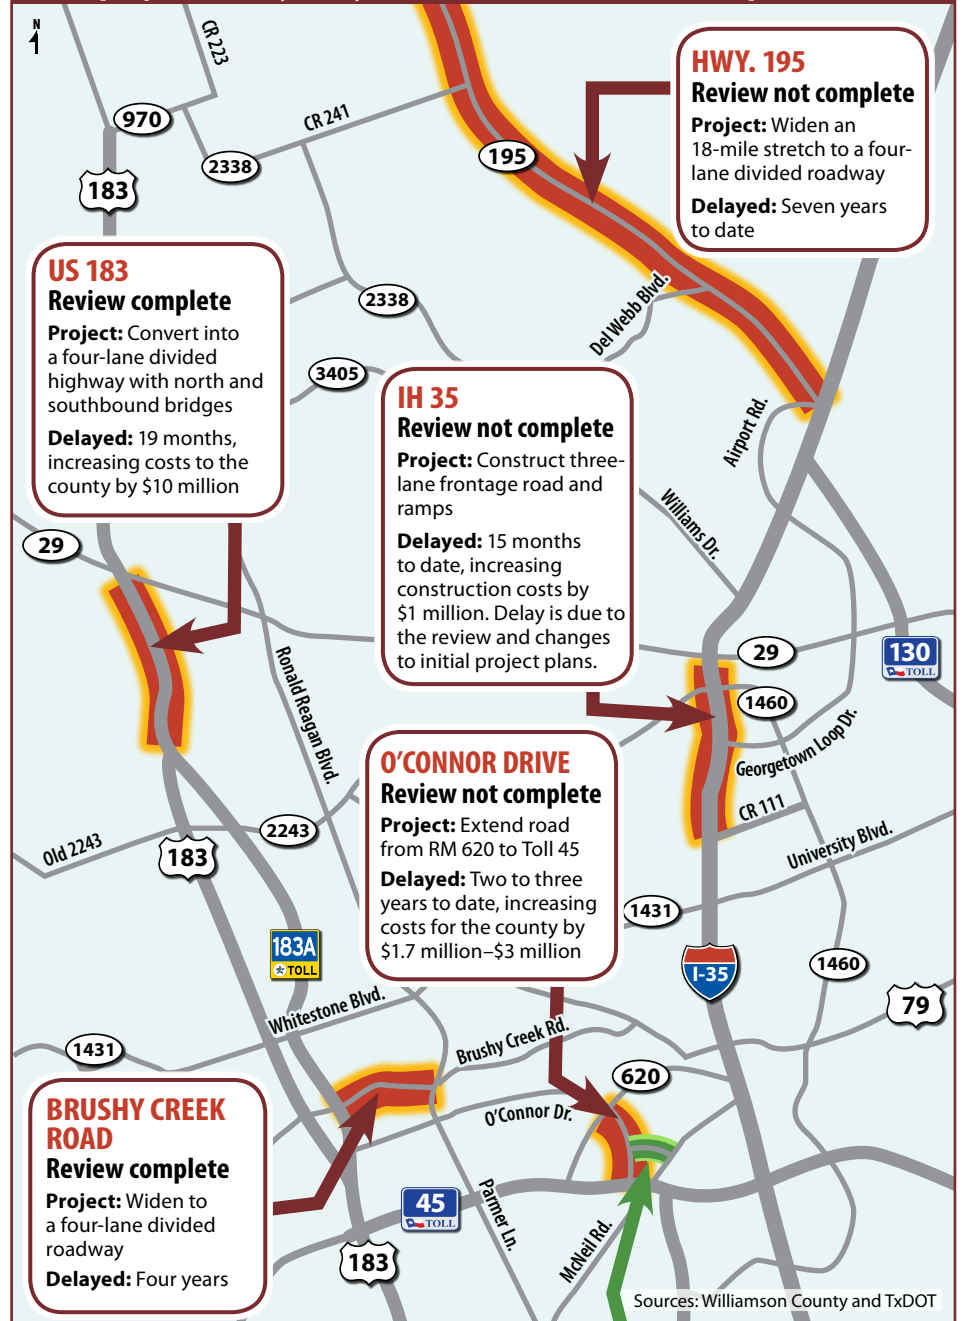 N
CR 223
HWY. 195
Review not complete
Project: Widen an
18-mile stretch to a four-
lane divided roadway
Delayed: Seven years
to date
970
CR 241
2338
195
183
US 183
Review complete
Project: Convert into
a four-lane divided
highway with north and
southbound bridges
Delayed: 19 months,
increasing costs to the
county by $10 million
2338
Del Webb Blvd.
3405
IH 35
Review not complete
Project: Construct three-
lane frontage road and
ramps
Delayed: 15 months
to date, increasing
construction costs by
$1 million. Delay is due to
the review and changes
to initial project plans.
Airport Rd.
Williams Dr.
29
29
130
TOLL
Ronald Reagan Blvd.
1460
Georgetown Loop Dr.
O'CONNOR DRIVE
Review not complete
Project: Extend road
from RM 620 to Toll 45
Delayed: Two to three
years to date, increasing
costs for the county by
$1.7 million–$3 million
CR 111
University Blvd.
2243
Old 2243
183
1431
183A
TOLL
I-35
1460
79
Whitestone Blvd.
1431
Brushy Creek Rd.
620
O'Connor Dr.
BRUSHY CREEK
ROAD
Review complete
Project: Widen to
a four-lane divided
roadway
Delayed: Four years
45
TOLL
Parmer Ln.
McNeil Rd.
183
Sources: Williamson County and TxDOT